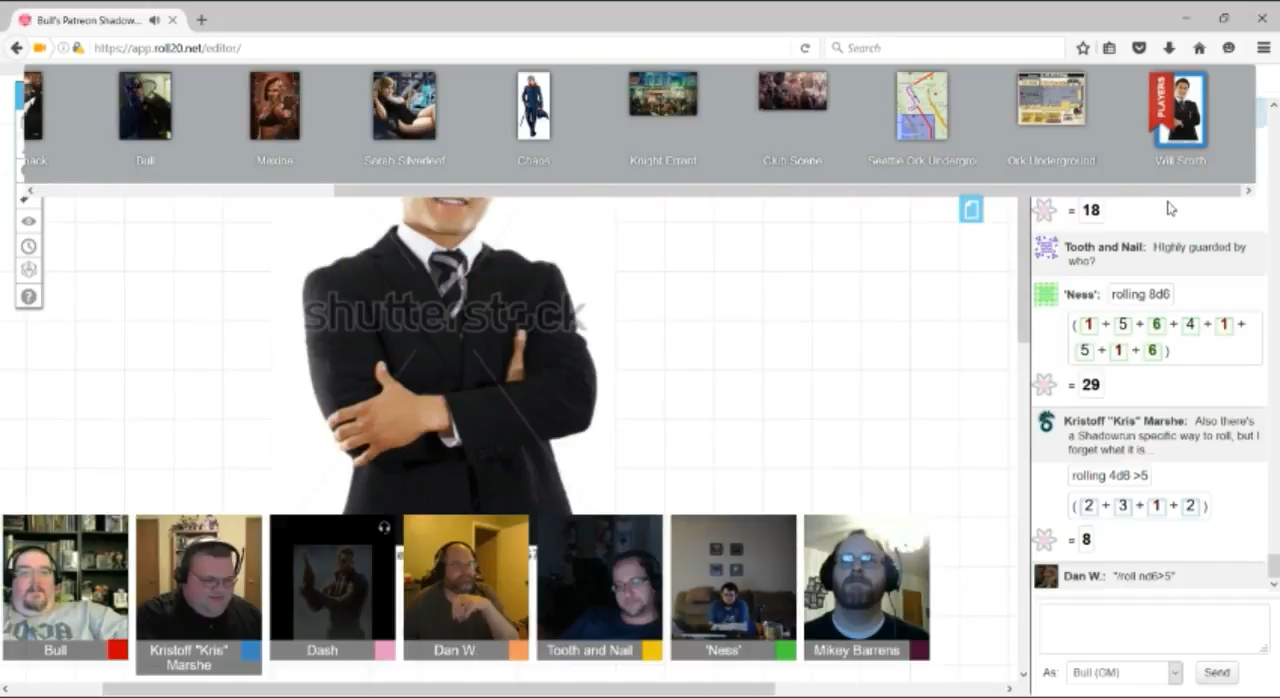 Bull's Patreon Shadow...
https://app.roll20.net/editor/
Search
PLAYERS
Bull
Maxine
Sarah Silverleaf
Chaos
Knight Errant
Club Scene
Seattle Ork Undergro
Ork Underground
Will Smith
= 18
Tooth and Nail: HIghly guarded by
who?
'Ness': rolling 8d6
( 1 + 5 + 6 + 4 + 1 +
5 + 1 + 6 )
= 29
Kristoff "Kris" Marshe: Also there's
a Shadowrun specific way to roll, but I
forget what it is...
rolling 4d6 >5
( 2 + 3 + 1 + 2 )
= 8
Dan W.: "/roll nd6>5"
As: Bull (GM) Send
shutterstock
NINJA
Bull
Kristoff "Kris"
Marshe
Dash
Dan W.
Tooth and Nail
'Ness'
Mikey Barrens